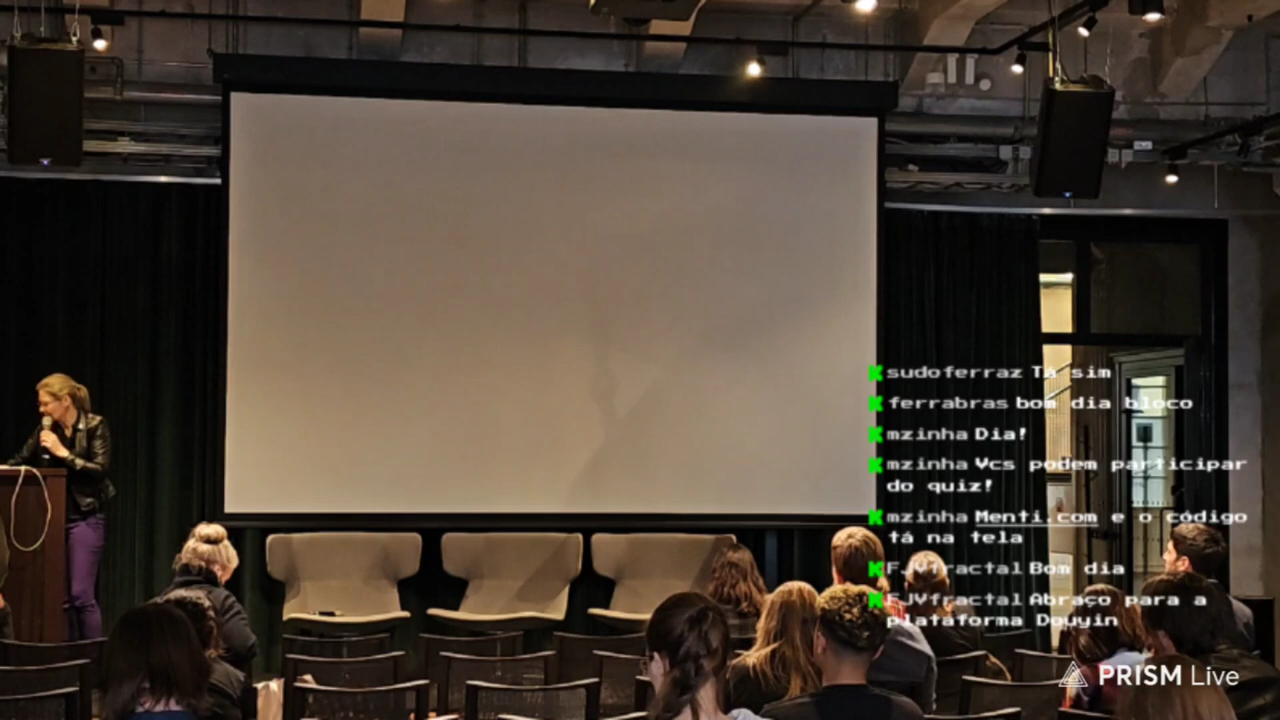 sudoferraz Tá sim
ferrabras bom dia bloco
mzinha Dia!
mzinha Vcs podem participar
do quiz!
mzinha Menti.com e o código
tá na tela
FJVfractal Bom dia
FJVfractal Abraço para a
plataforma Douyin
PRISM Live